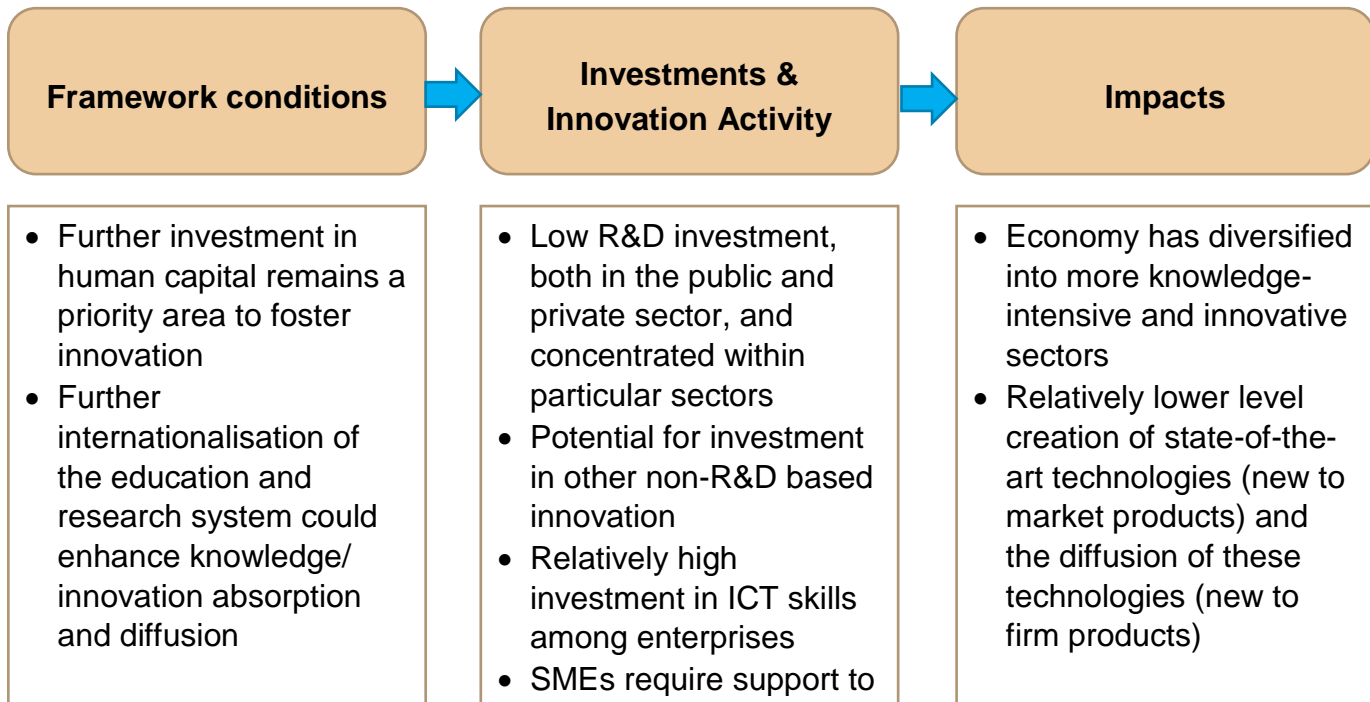 Framework conditions
Investments &
Innovation Activity
Impacts
• Further investment in
human capital remains a
priority area to foster
innovation
• Further
internationalisation of
the education and
research system could
enhance knowledge/
innovation absorption
and diffusion
• Low R&D investment,
both in the public and
private sector, and
concentrated within
particular sectors
• Potential for investment
in other non-R&D based
innovation
• Relatively high
investment in ICT skills
among enterprises
• SMEs require support to
• Economy has diversified
into more knowledge-
intensive and innovative
sectors
• Relatively lower level
creation of state-of-the-
art technologies (new to
market products) and
the diffusion of these
technologies (new to
firm products)